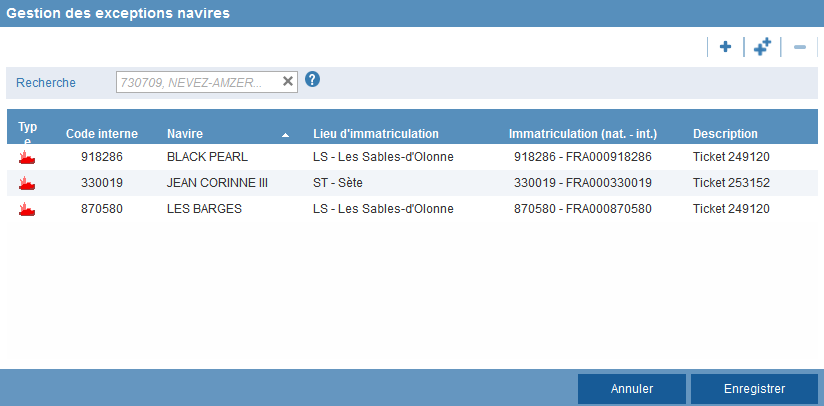 Gestion des exceptions navires
Recherche 730709, NEVEZ-AMZER...
Typ
e Code interne Navire Lieu d'immatriculation Immatriculation (nat. - int.) Description
918286 BLACK PEARL LS - Les Sables-d'Olonne 918286 - FRA000918286 Ticket 249120
330019 JEAN CORINNE III ST - Sète 330019 - FRA000330019 Ticket 253152
870580 LES BARGES LS - Les Sables-d'Olonne 870580 - FRA000870580 Ticket 249120
Annuler Enregistrer